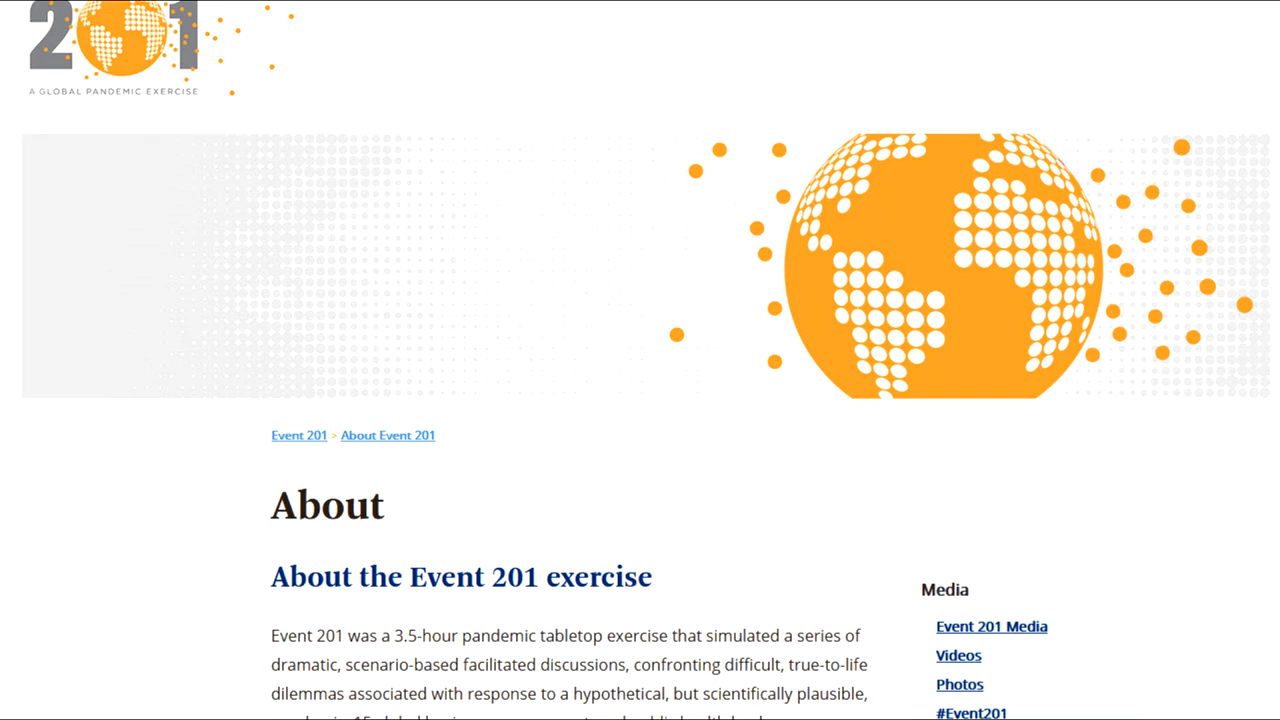 201
A GLOBAL PANDEMIC EXERCISE
Event 201 > About Event 201
About
About the Event 201 exercise
Event 201 was a 3.5-hour pandemic tabletop exercise that simulated a series of
dramatic, scenario-based facilitated discussions, confronting difficult, true-to-life
dilemmas associated with response to a hypothetical, but scientifically plausible,
Media
Event 201 Media
Videos
Photos
#Event201